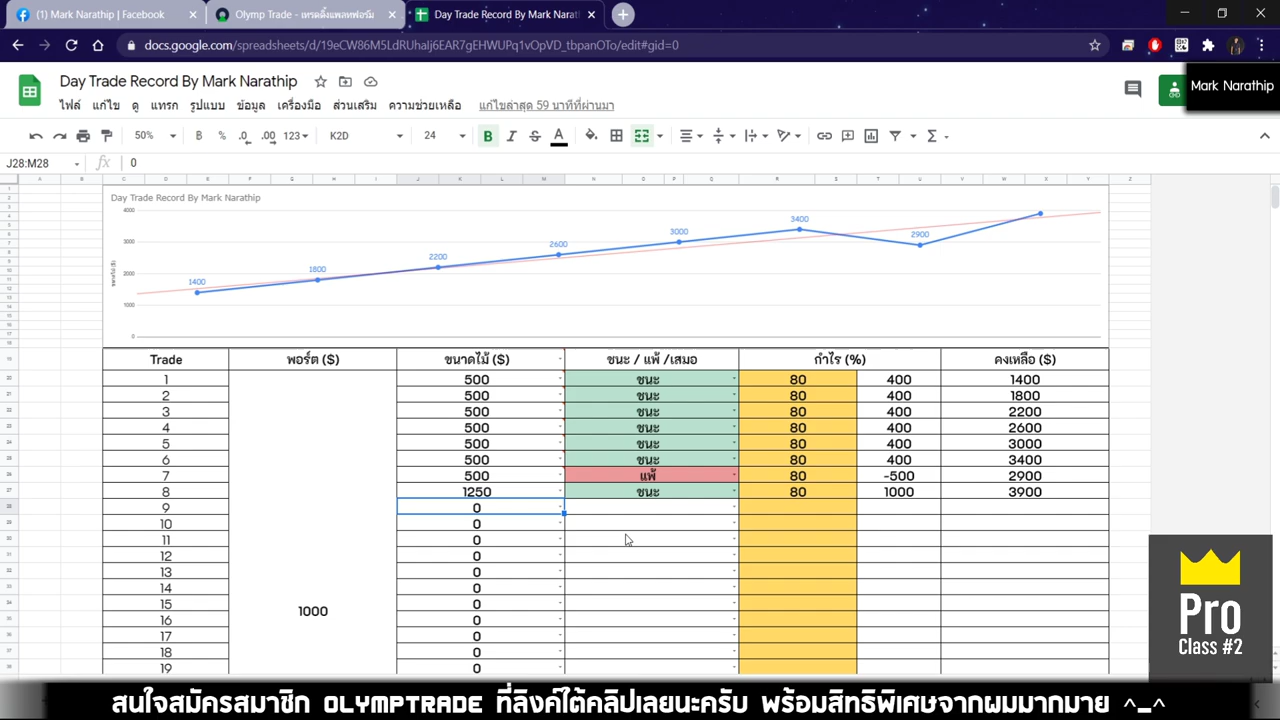 (1) Mark Narathip | Facebook
Olymp Trade - เทรดดิ้งแพลทฟอร์ม
Day Trade Record By Mark Narat
docs.google.com/spreadsheets/d/19eCW86M5LdRUhaIj6EAR7gEHWUPq1vOpVD_tbpanOTo/edit#gid=0
Day Trade Record By Mark Narathip
Mark Narathip
ไฟล์ แก้ไข ดู แทรก รูปแบบ ข้อมูล เครื่องมือ ส่วนเสริม ความช่วยเหลือ แก้ไขล่าสุด 59 นาทีที่ผ่านมา
50% ฿ % .0 .00 123 K2D 24 B I S A
J28:M28 fx 0
Day Trade Record By Mark Narathip
4000
3000
2000
1000
0
1400 1800 2200 2600 3000 3400 2900
Trade พอร์ต ($) ขนาดไม้ ($) ชนะ / แพ้ /เสมอ กำไร (%) คงเหลือ ($)
1 500 ชนะ 80 400 1400
2 500 ชนะ 80 400 1800
3 500 ชนะ 80 400 2200
4 500 ชนะ 80 400 2600
5 500 ชนะ 80 400 3000
6 500 ชนะ 80 400 3400
7 500 แพ้ 80 -500 2900
8 1250 ชนะ 80 1000 3900
9 0
10 0
11 0
12 0
13 0
14 0
15 0
1000
16 0
17 0
18 0
19 0
Pro
Class #2
สนใจสมัครสมาชิก OLYMPTRADE ที่ลิงค์ใต้คลิปเลยนะครับ พร้อมสิทธิพิเศษจากผมมากมาย ^_^